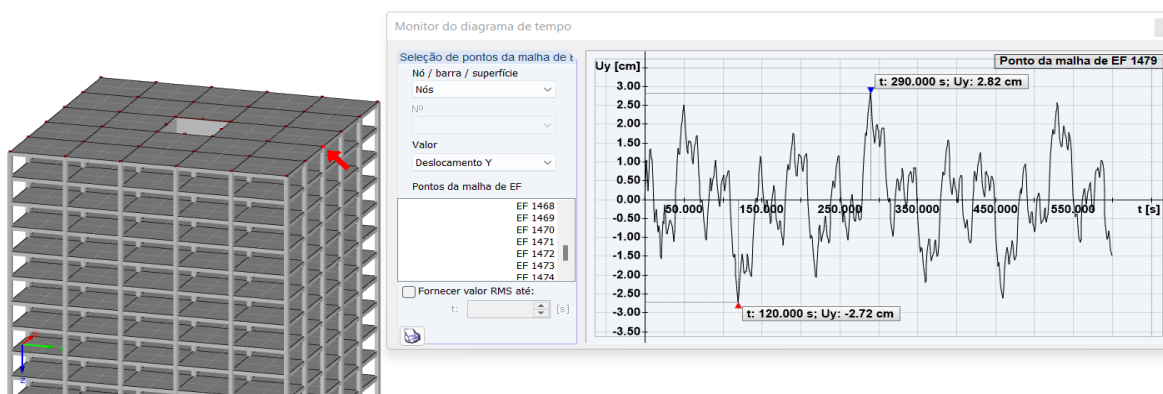 Monitor do diagrama de tempo
Seleção de pontos da malha de E
Nó / barra / superfície
Nós
Nº
Valor
Deslocamento Y
Pontos da malha de EF
EF 1468
EF 1469
EF 1470
EF 1471
EF 1472
EF 1473
EF 1474
Fornecer valor RMS até:
t:
[s]
Uy [cm]
Ponto da malha de EF 1479
t: 290.000 s; Uy: 2.82 cm
3.00
2.50
2.00
1.50
1.00
0.50
0.00
-0.50
-1.00
-1.50
-2.00
-2.50
-3.00
-3.50
50.000
150.000
250.000
350.000
450.000
550.000
t [s]
t: 120.000 s; Uy: -2.72 cm
Z